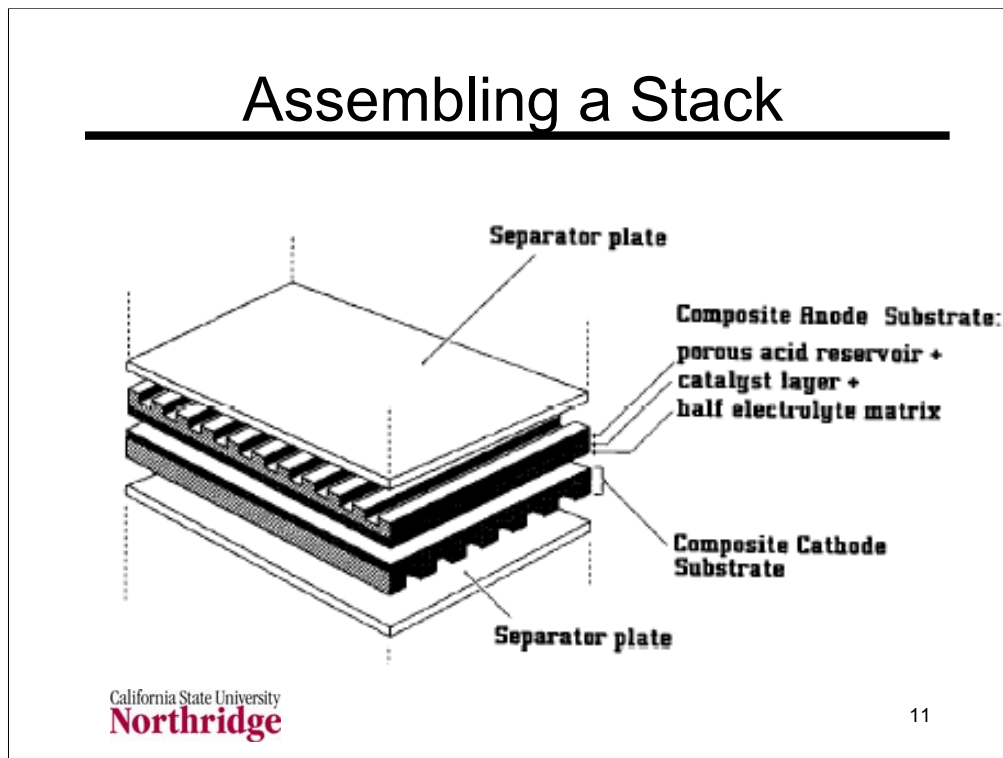 Assembling a Stack
Separator plate
Composite Anode Substrate:
porous acid reservoir +
catalyst layer +
half electrolyte matrix
Composite Cathode
Substrate
Separator plate
California State University
Northridge
11